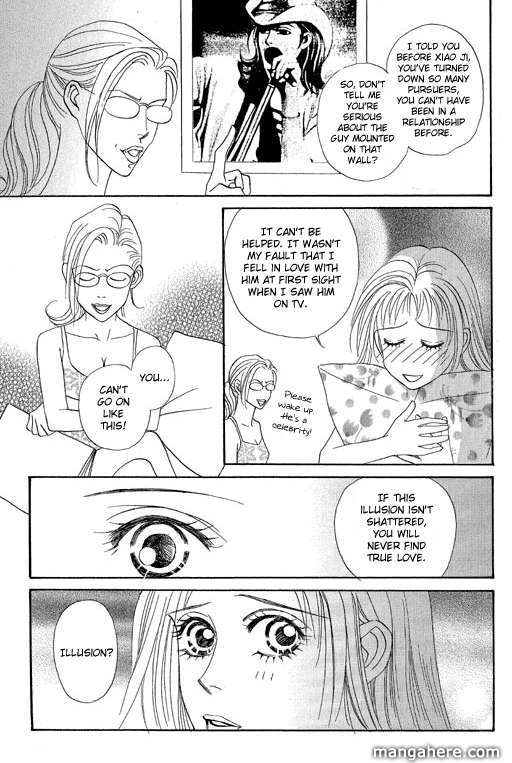 I TOLD YOU
BEFORE XIAO JI,
YOU'VE TURNED
DOWN SO MANY
PURSUERS,
YOU CAN'T HAVE
BEEN IN A
RELATIONSHIP
BEFORE.
SO, DON'T
TELL ME
YOU'RE
SERIOUS
ABOUT THE
GUY MOUNTED
ON THAT
WALL?
IT CAN'T BE
HELPED. IT WASN'T
MY FAULT THAT I
FELL IN LOVE WITH
HIM AT FIRST SIGHT
WHEN I SAW HIM
ON TV.
Please
wake up.
He's a
celebrity!
YOU...
CAN'T
GO ON
LIKE
THIS!
IF THIS
ILLUSION ISN'T
SHATTERED,
YOU WILL
NEVER FIND
TRUE LOVE.
ILLUSION?
mangahere.com